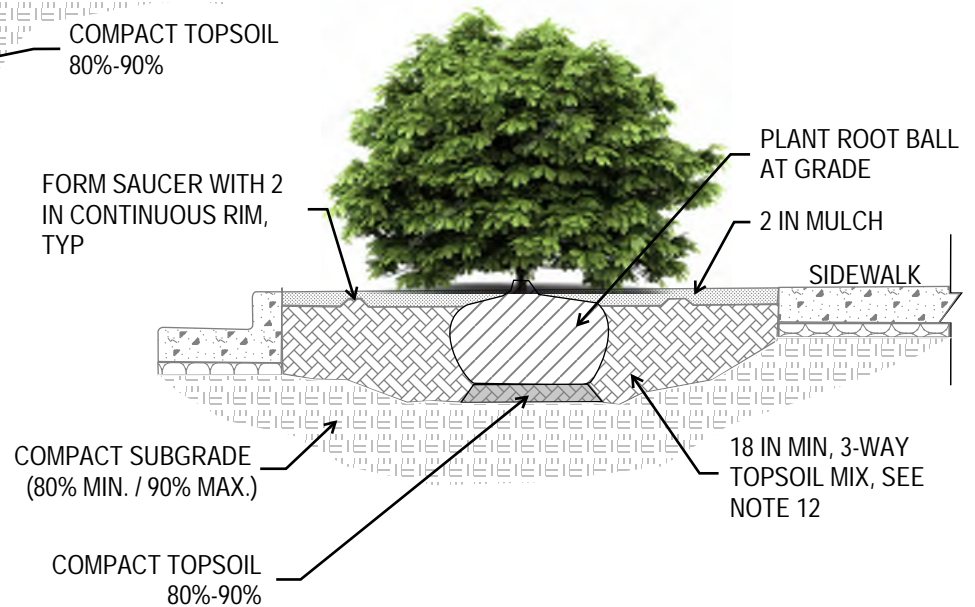 COMPACT TOPSOIL
80%-90%
PLANT ROOT BALL
AT GRADE
FORM SAUCER WITH 2
IN CONTINUOUS RIM,
TYP
2 IN MULCH
SIDEWALK
COMPACT SUBGRADE
(80% MIN. / 90% MAX.)
18 IN MIN, 3-WAY
TOPSOIL MIX, SEE
NOTE 12
COMPACT TOPSOIL
80%-90%